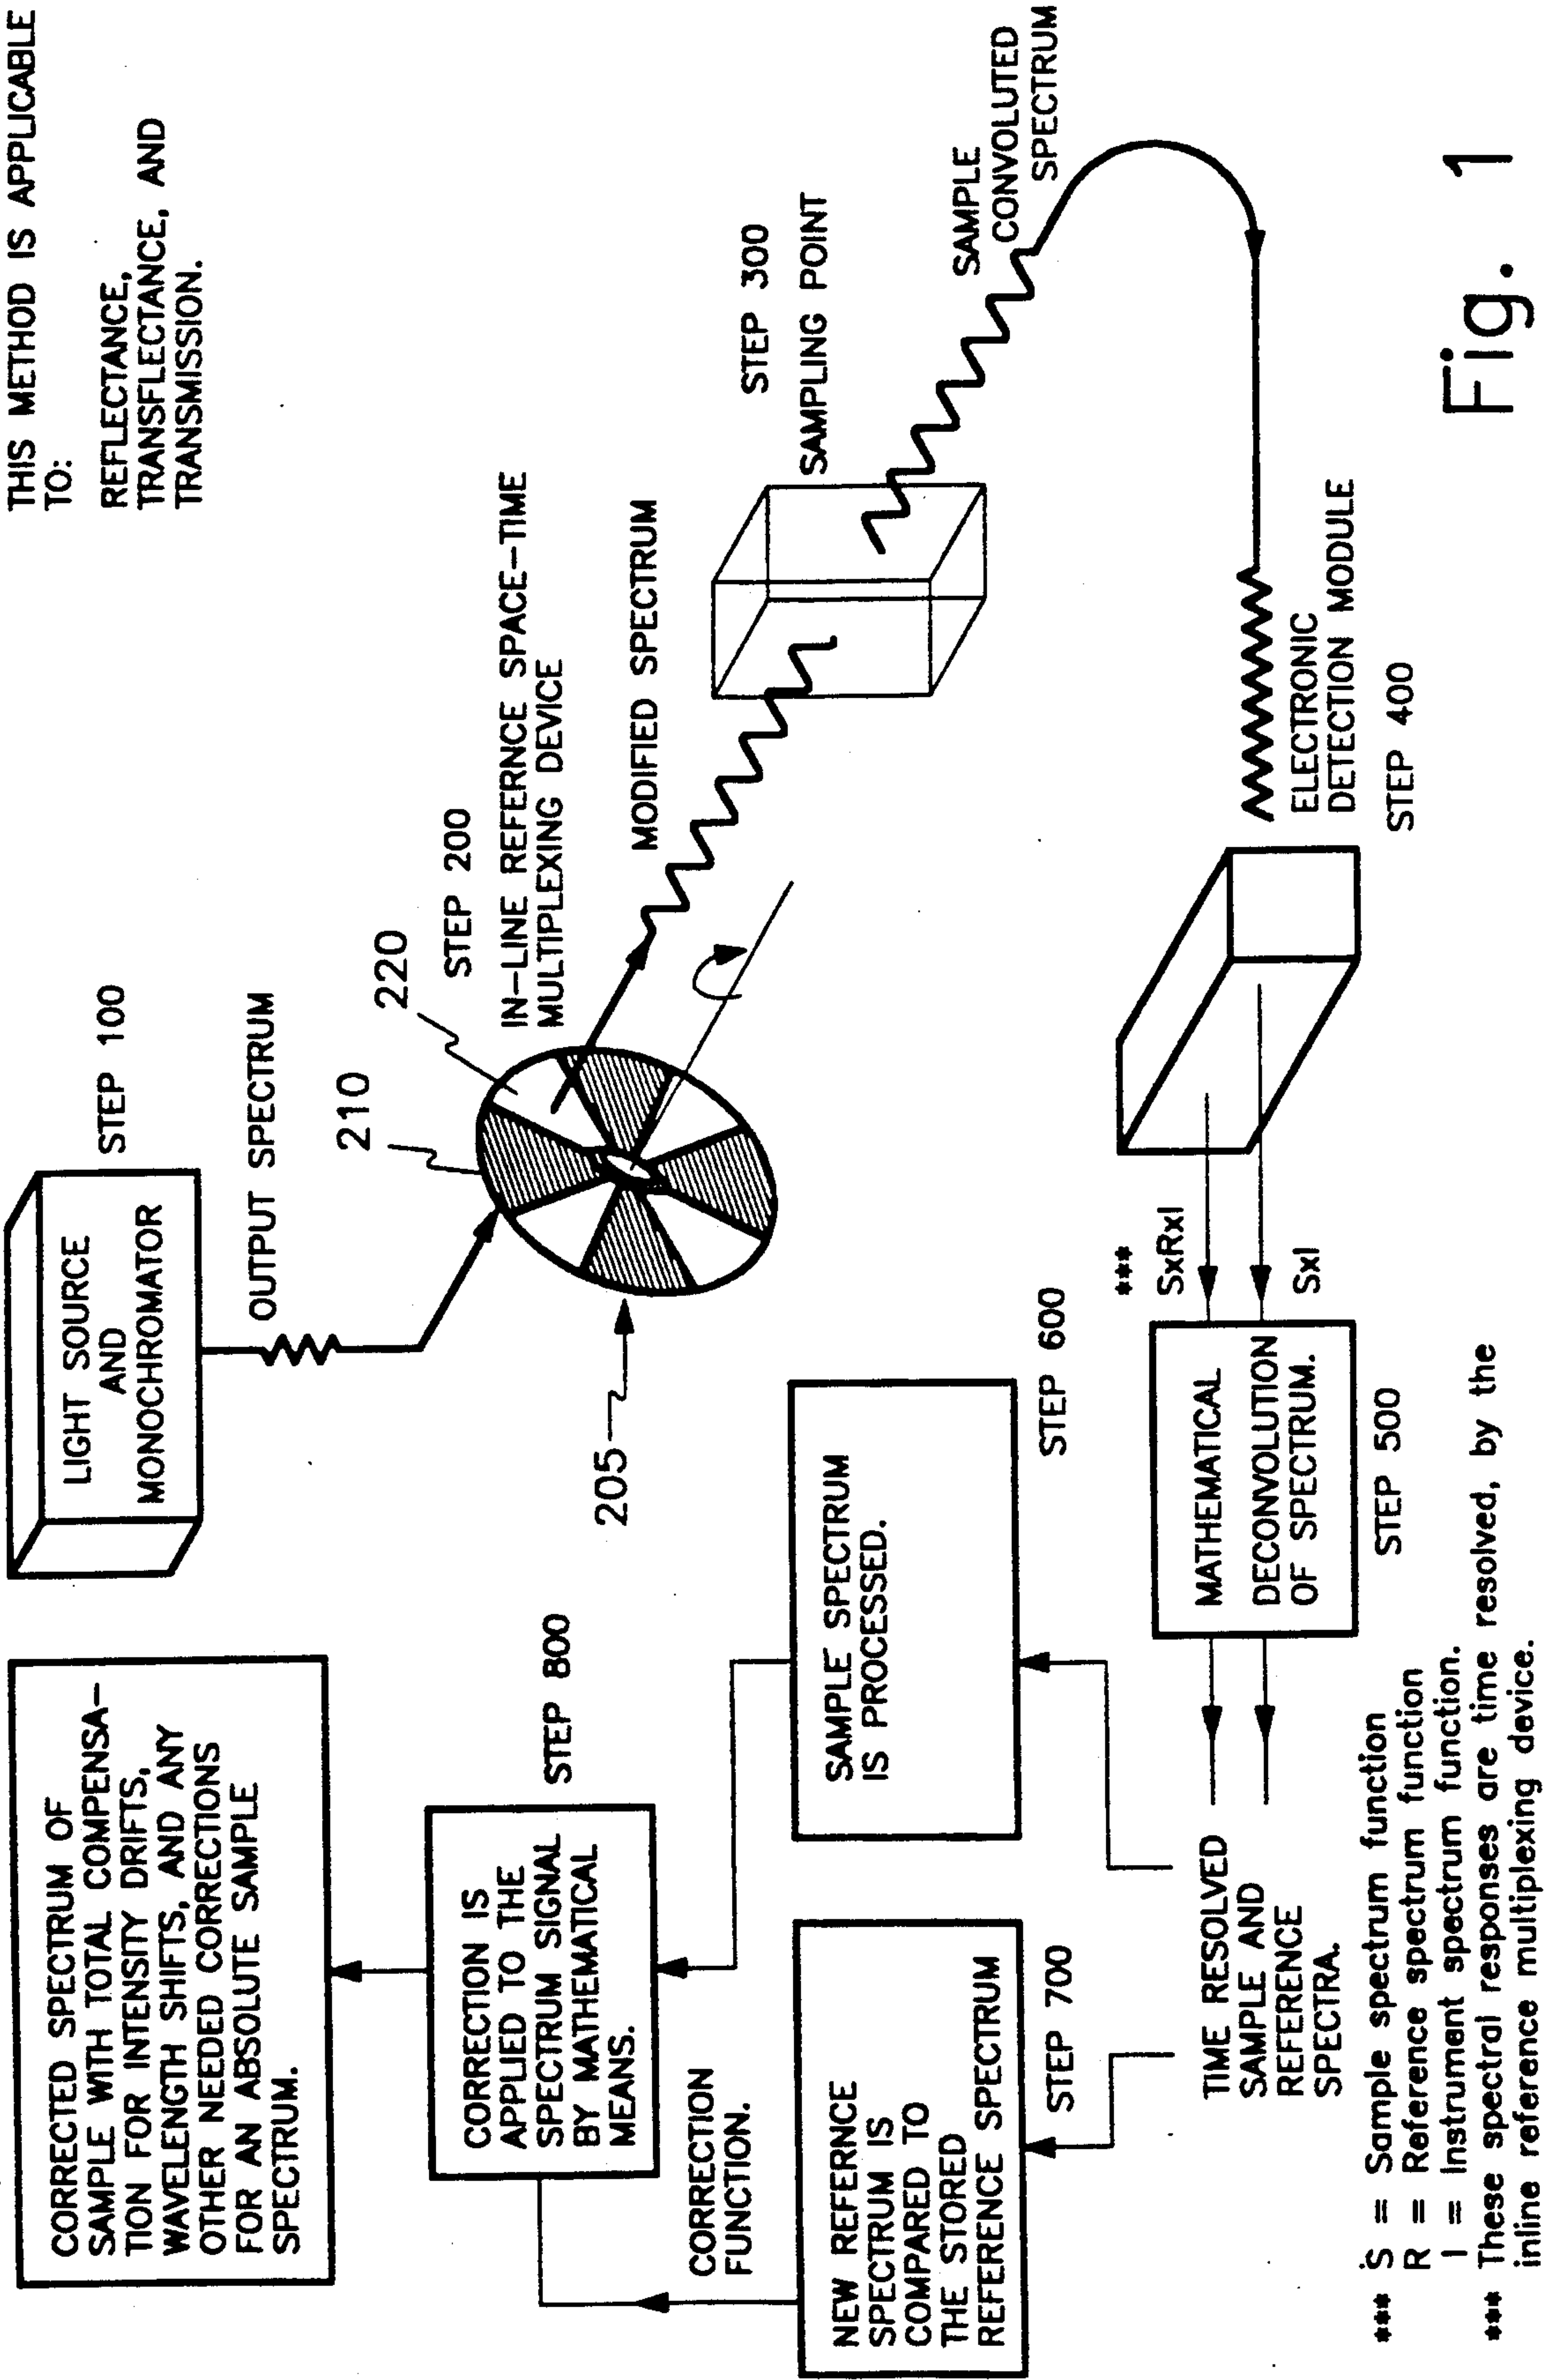 THIS METHOD IS APPLICABLE
TO:
REFLECTANCE,
TRANSFLECTANCE, AND
TRANSMISSION.
LIGHT SOURCE
AND
MONOCHROMATOR
STEP 100
OUTPUT SPECTRUM
210
220
205
STEP 200
IN-LINE REFERENCE SPACE-TIME
MULTIPLEXING DEVICE
MODIFIED SPECTRUM
STEP 300
SAMPLING POINT
SAMPLE
CONVOLUTED
SPECTRUM
ELECTRONIC
DETECTION MODULE
STEP 400
***
SxRxI
SxI
MATHEMATICAL
DECONVOLUTION
OF SPECTRUM.
STEP 500
TIME RESOLVED
SAMPLE AND
REFERENCE
SPECTRA.
SAMPLE SPECTRUM
IS PROCESSED.
STEP 600
NEW REFERENCE
SPECTRUM IS
COMPARED TO
THE STORED
REFERENCE SPECTRUM
STEP 700
CORRECTION
FUNCTION.
CORRECTION IS
APPLIED TO THE
SPECTRUM SIGNAL
BY MATHEMATICAL
MEANS.
STEP 800
CORRECTED SPECTRUM OF
SAMPLE WITH TOTAL COMPENSA-
TION FOR INTENSITY DRIFTS,
WAVELENGTH SHIFTS, AND ANY
OTHER NEEDED CORRECTIONS
FOR AN ABSOLUTE SAMPLE
SPECTRUM.
*** S = Sample spectrum function
R = Reference spectrum function
I = Instrument spectrum function.
*** These spectral responses are time resolved, by the
inline reference multiplexing device.
Fig. 1